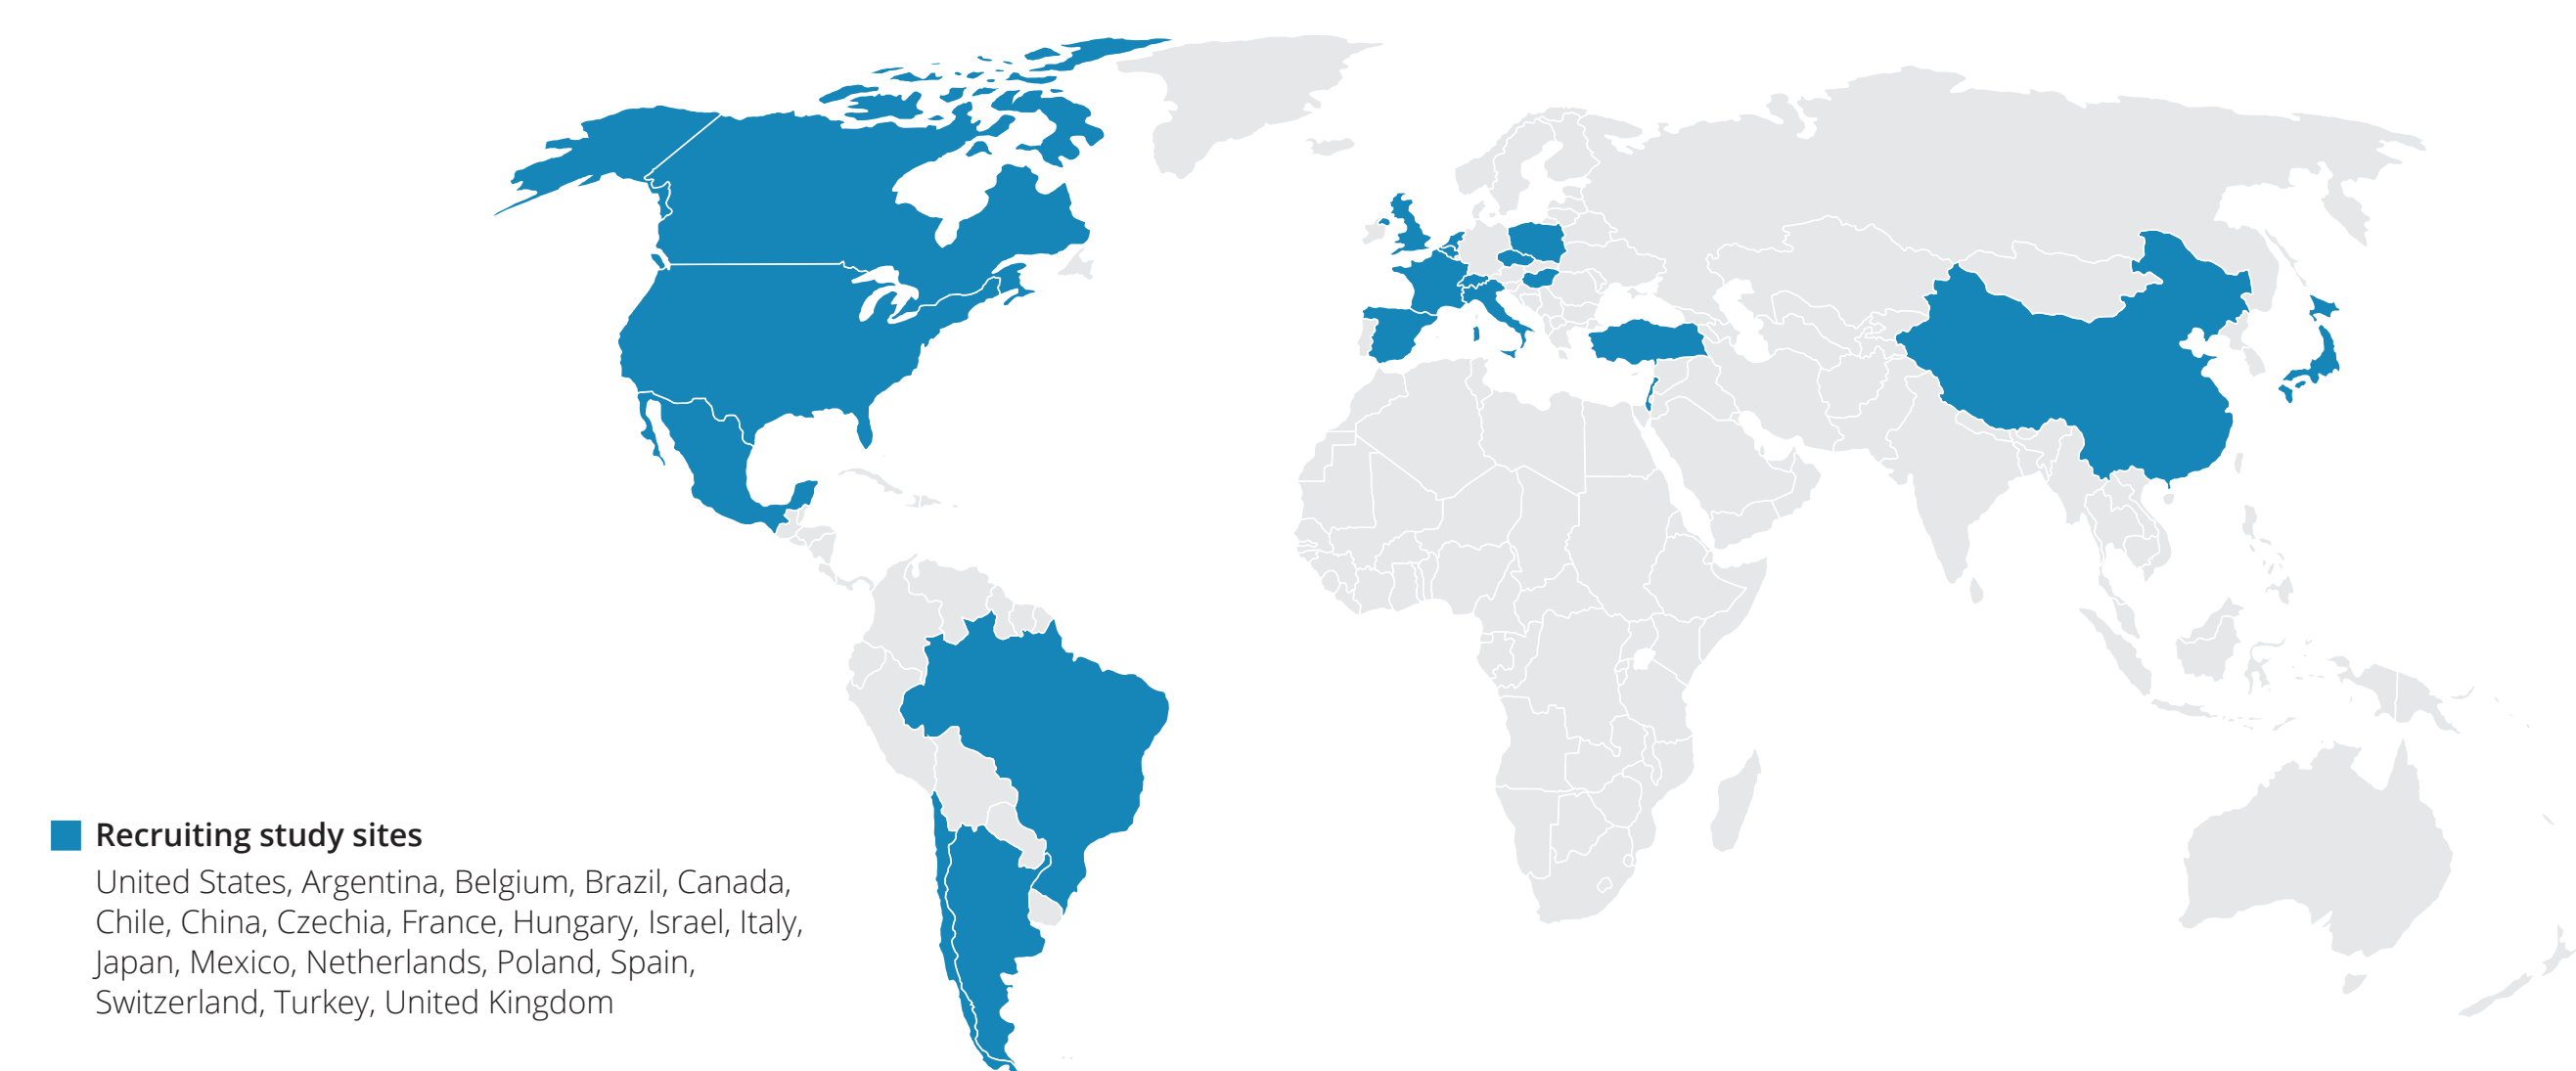 Recruiting study sites
United States, Argentina, Belgium, Brazil, Canada,
Chile, China, Czechia, France, Hungary, Israel, Italy,
Japan, Mexico, Netherlands, Poland, Spain,
Switzerland, Turkey, United Kingdom